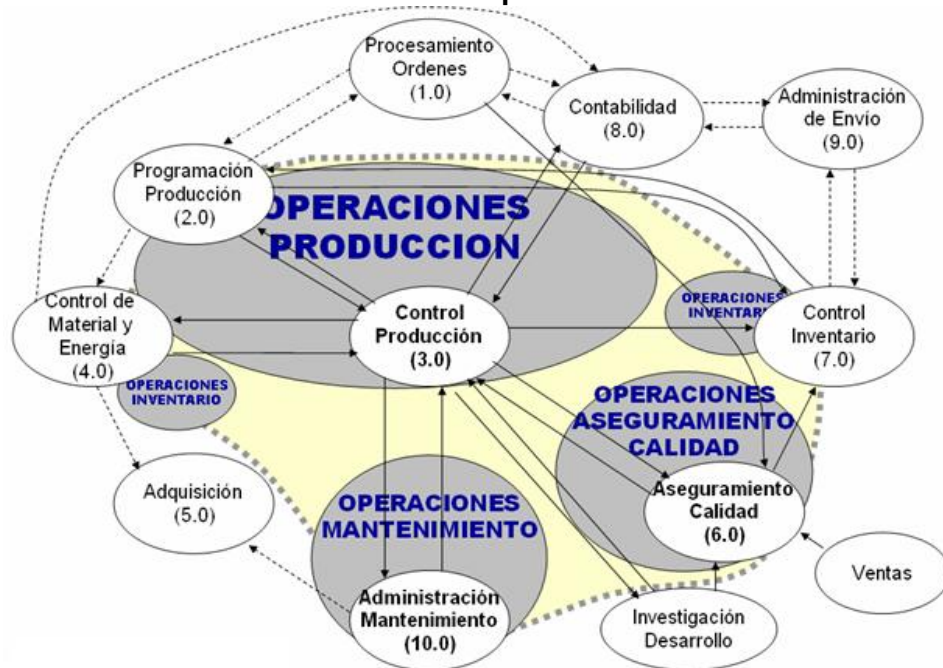 Procesamiento
Ordenes
(1.0)
Contabilidad
(8.0)
Administración
de Envío
(9.0)
Programación
Producción
(2.0)
OPERACIONES
PRODUCCION
Control de
Material y
Energía
(4.0)
Control
Producción
(3.0)
OPERACIONES
INVENTARIO
Control
Inventario
(7.0)
OPERACIONES
INVENTARIO
OPERACIONES
ASEGURAMIENTO
CALIDAD
Adquisición
(5.0)
OPERACIONES
MANTENIMIENTO
Aseguramiento
Calidad
(6.0)
Ventas
Administración
Mantenimiento
(10.0)
Investigación
Desarrollo